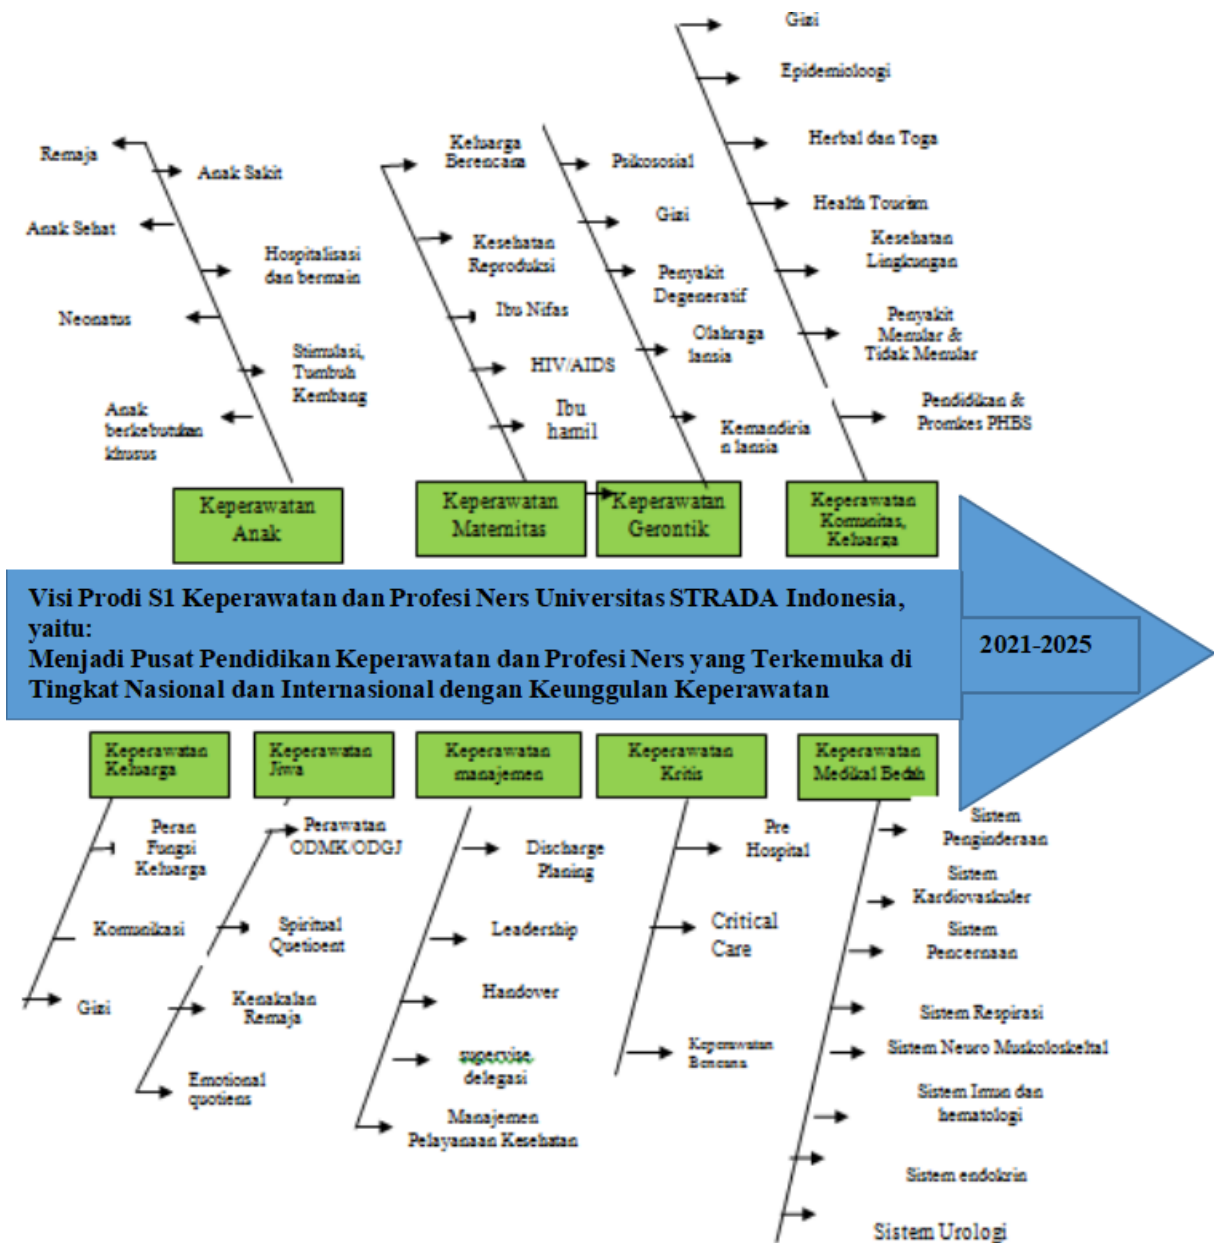 Remaja
Anak Sakit
Anak Sehat
Hospitalisasi
dan bermain
Neonatus
Stimulasi,
Tumbuh
Kembang
Anak
berkebutuhan
khusus
Keperawatan
Anak
Keluarga
Berencana
Kesehatan
Reproduksi
Ibu Nifas
HIV/AIDS
Ibu
hamil
Keperawatan
Maternitas
Psikososial
Gizi
Penyakit
Degeneratif
Olahraga
lansia
Kemandiria
n lansia
Keperawatan
Gerontik
Gizi
Epidemioloogi
Herbal dan Toga
Health Tourism
Kesehatan
Lingkungan
Penyakit
Menular &
Tidak Menular
Pendidikan &
Promkes PHBS
Keperawatan
Komunitas,
Keluarga
Visi Prodi S1 Keperawatan dan Profesi Ners Universitas STRADA Indonesia,
yaitu:
Menjadi Pusat Pendidikan Keperawatan dan Profesi Ners yang Terkemuka di
Tingkat Nasional dan Internasional dengan Keunggulan Keperawatan
2021-2025
Keperawatan
Keluarga
Peran
Fungsi
Keluarga
Komunikasi
Gizi
Keperawatan
Jiwa
Perawatan
ODMK/ODGJ
Spiritual
Quetioent
Kenakalan
Remaja
Emotional
quotiens
Keperawatan
manajemen
Discharge
Planing
Leadership
Handover
supervise
delegasi
Manajemen
Pelayanaan Kesehatan
Keperawatan
Kritis
Pre
Hospital
Critical
Care
Keperawatan
Bencana
Keperawatan
Medikal Bedah
Sistem
Penginderaan
Sistem
Kardiovaskuler
Sistem
Pencernaan
Sistem Respirasi
Sistem Neuro Muskoloskeltal
Sistem Imun dan
hematologi
Sistem endokrin
Sistem Urologi